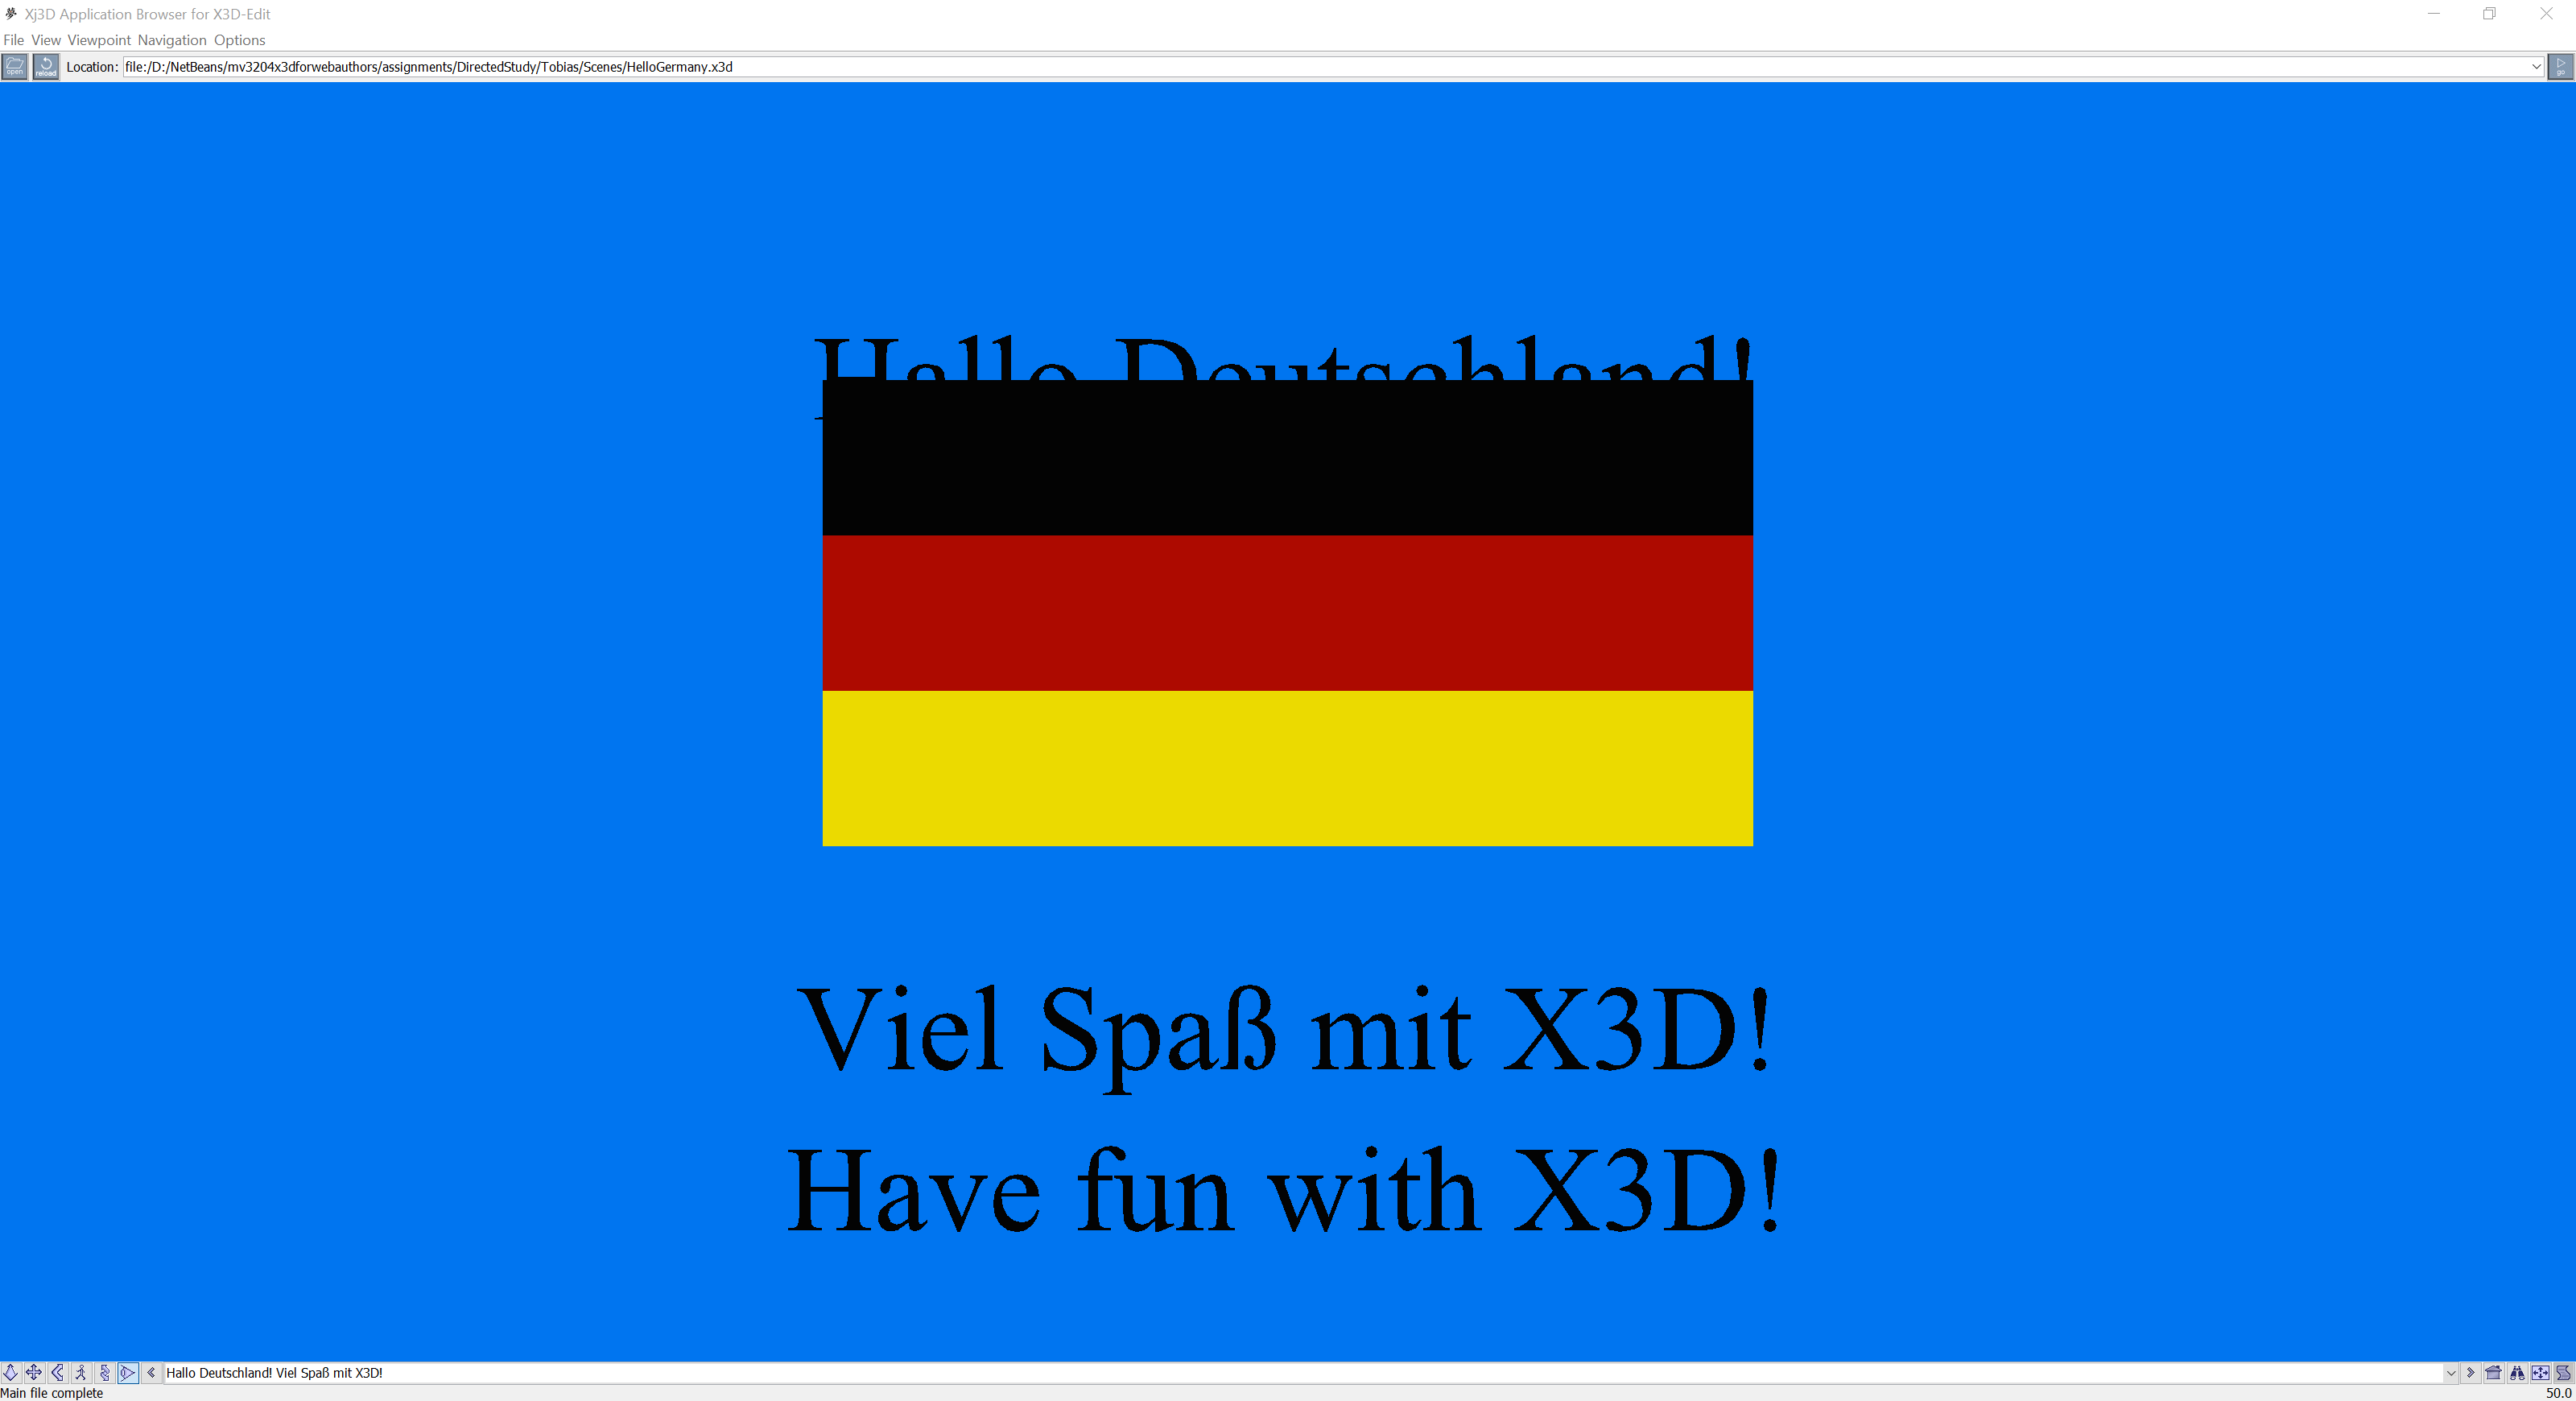 Xj3D Application Browser for X3D-Edit
File View Viewpoint Navigation Options
open reload Location: file:/D:/NetBeans/mv3204x3dforwebauthors/assignments/DirectedStudy/Tobias/Scenes/HelloGermany.x3d go
Hallo Deutschland!
Viel Spaß mit X3D!
Have fun with X3D!
Hallo Deutschland! Viel Spaß mit X3D!
Main file complete 50.0